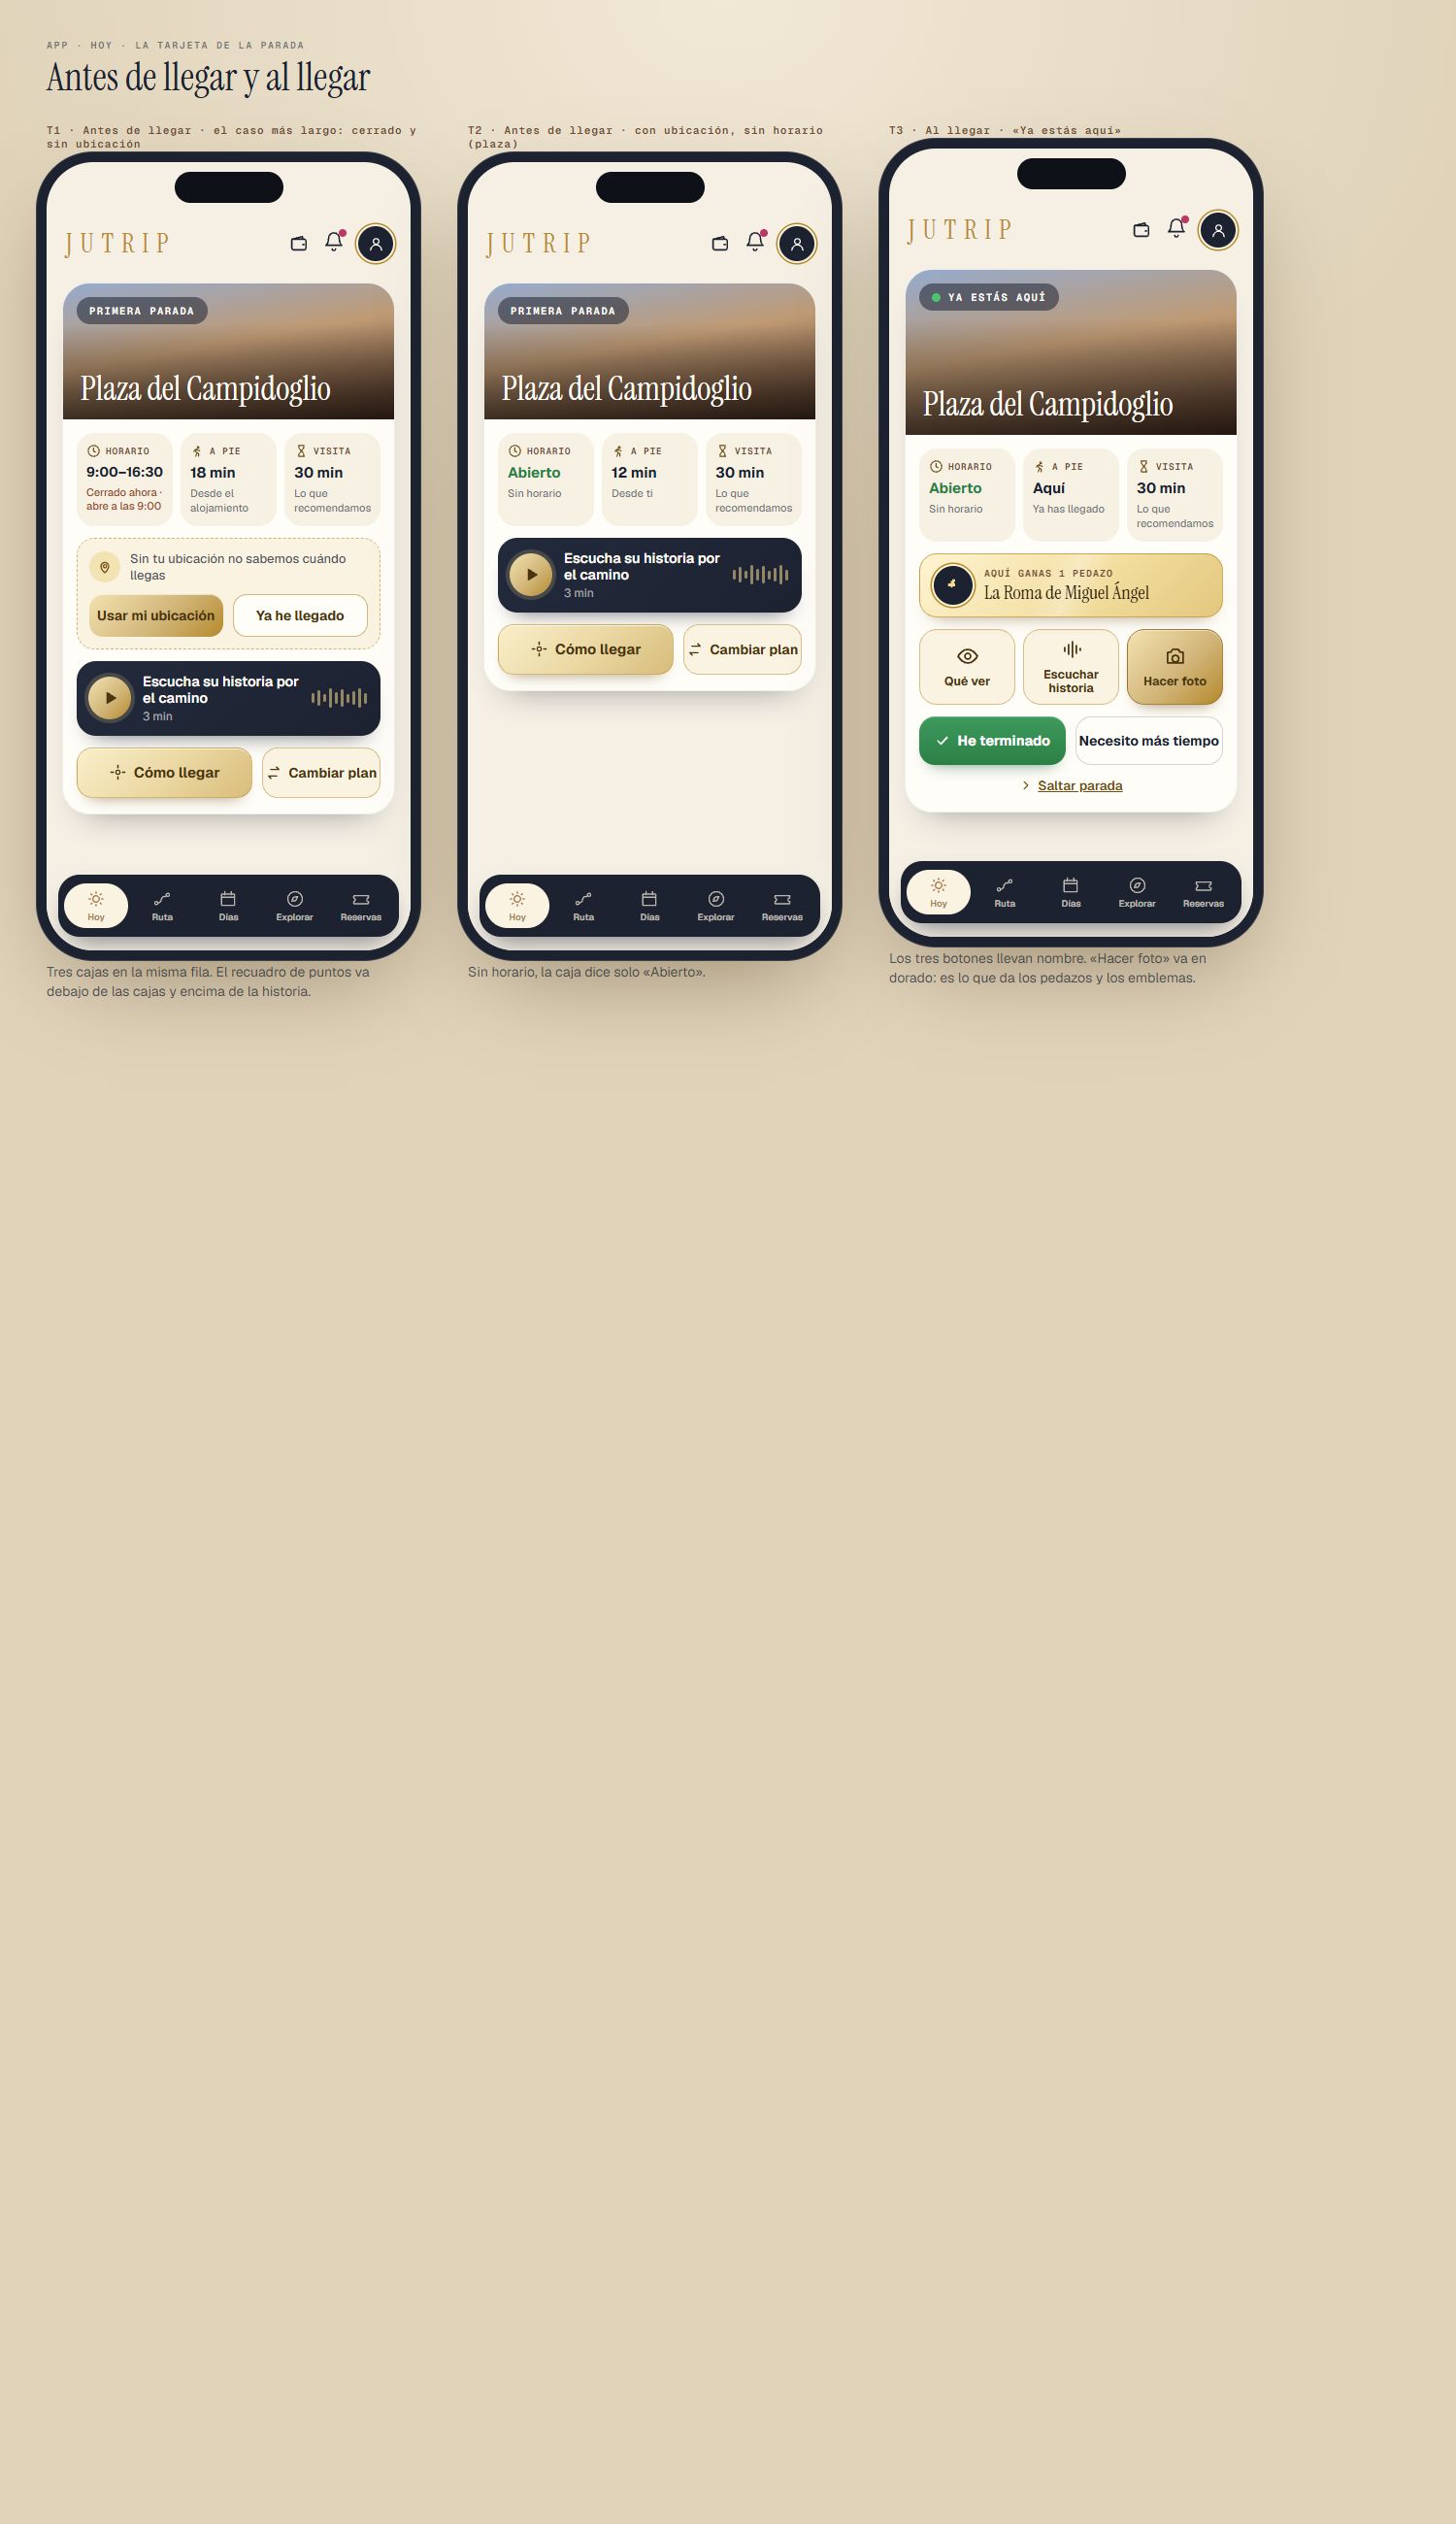 APP · HOY · LA TARJETA DE LA PARADA
Antes de llegar y al llegar
T1 · Antes de llegar · el caso más largo: cerrado y
sin ubicación
JUTRIP
PRIMERA PARADA
Plaza del Campidoglio
HORARIO
9:00–16:30
Cerrado ahora ·
abre a las 9:00
A PIE
18 min
Desde el
alojamiento
VISITA
30 min
Lo que
recomendamos
Sin tu ubicación no sabemos cuándo
llegas
Usar mi ubicación
Ya he llegado
Escucha su historia por
el camino
3 min
Cómo llegar
Cambiar plan
Hoy
Ruta
Días
Explorar
Reservas
Tres cajas en la misma fila. El recuadro de puntos va
debajo de las cajas y encima de la historia.
T2 · Antes de llegar · con ubicación, sin horario
(plaza)
JUTRIP
PRIMERA PARADA
Plaza del Campidoglio
HORARIO
Abierto
Sin horario
A PIE
12 min
Desde ti
VISITA
30 min
Lo que
recomendamos
Escucha su historia por
el camino
3 min
Cómo llegar
Cambiar plan
Hoy
Ruta
Días
Explorar
Reservas
Sin horario, la caja dice solo «Abierto».
T3 · Al llegar · «Ya estás aquí»
JUTRIP
YA ESTÁS AQUÍ
Plaza del Campidoglio
HORARIO
Abierto
Sin horario
A PIE
Aquí
Ya has llegado
VISITA
30 min
Lo que
recomendamos
AQUÍ GANAS 1 PEDAZO
La Roma de Miguel Ángel
Qué ver
Escuchar
historia
Hacer foto
He terminado
Necesito más tiempo
Saltar parada
Hoy
Ruta
Días
Explorar
Reservas
Los tres botones llevan nombre. «Hacer foto» va en
dorado: es lo que da los pedazos y los emblemas.